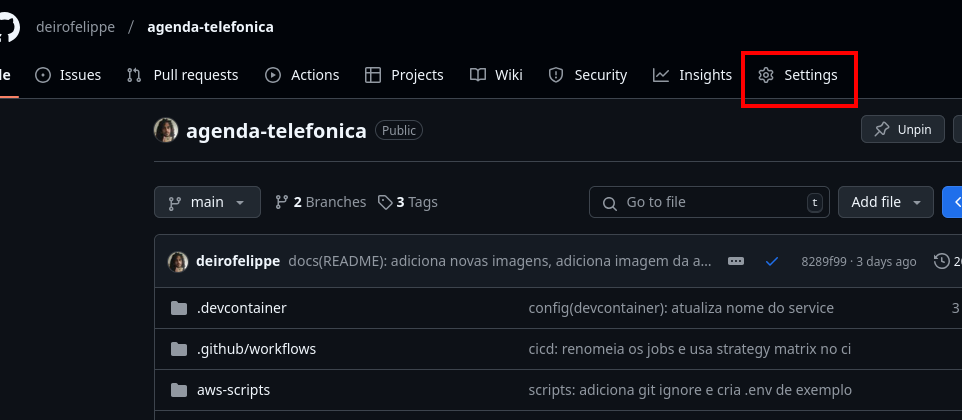 deirofelippe / agenda-telefonica
le Issues Pull requests Actions Projects Wiki Security Insights Settings
agenda-telefonica Public Unpin
main 2 Branches 3 Tags Go to file t Add file
deirofelippe docs(README): adiciona novas imagens, adiciona imagem da a... 8289f99 · 3 days ago 20
.devcontainer config(devcontainer): atualiza nome do service 3
.github/workflows cicd: renomeia os jobs e usa strategy matrix no ci
aws-scripts scripts: adiciona git ignore e cria .env de exemplo